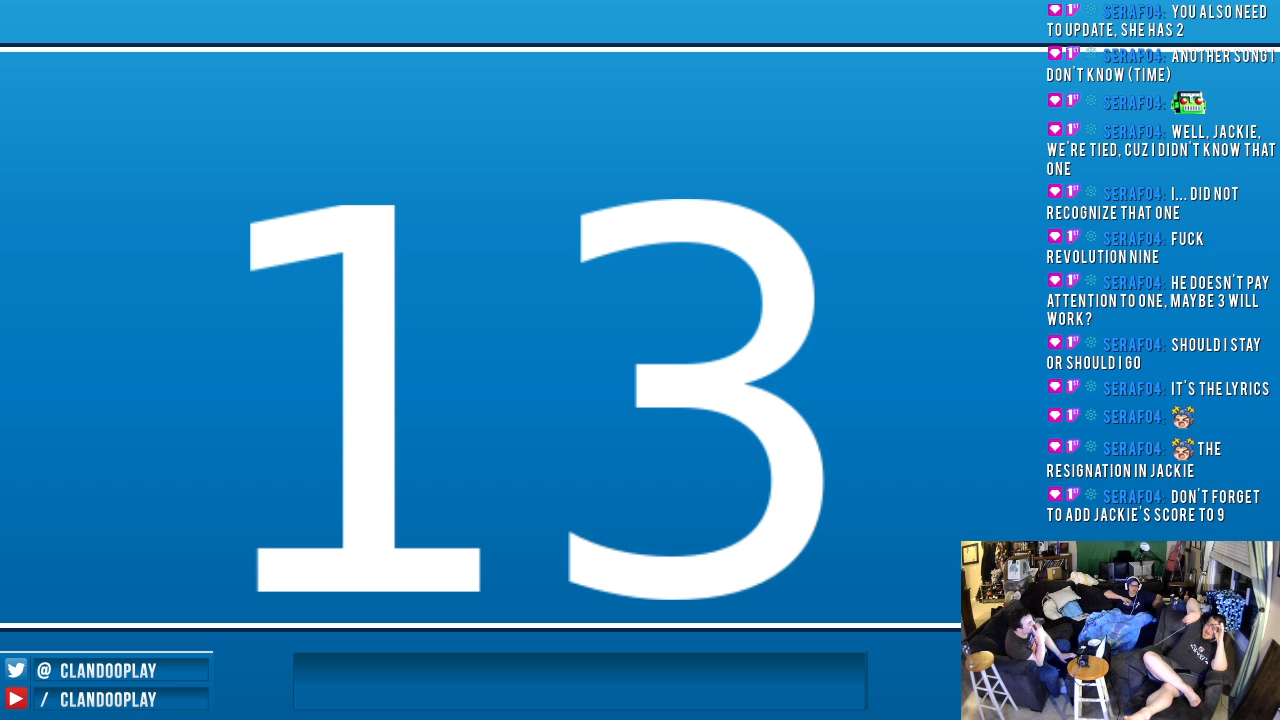 13
SERAF04: YOU ALSO NEED
TO UPDATE, SHE HAS 2
SERAF04: ANOTHER SONG I
DON'T KNOW (TIME)
SERAF04:
SERAF04: WELL, JACKIE,
WE'RE TIED, CUZ I DIDN'T KNOW THAT
ONE
SERAF04: I... DID NOT
RECOGNIZE THAT ONE
SERAF04: FUCK
REVOLUTION NINE
SERAF04: HE DOESN'T PAY
ATTENTION TO ONE, MAYBE 3 WILL
WORK?
SERAF04: SHOULD I STAY
OR SHOULD I GO
SERAF04: IT'S THE LYRICS
SERAF04:
SERAF04: THE
RESIGNATION IN JACKIE
SERAF04: DON'T FORGET
TO ADD JACKIE'S SCORE TO 9
@ CLANDOOPLAY
/ CLANDOOPLAY